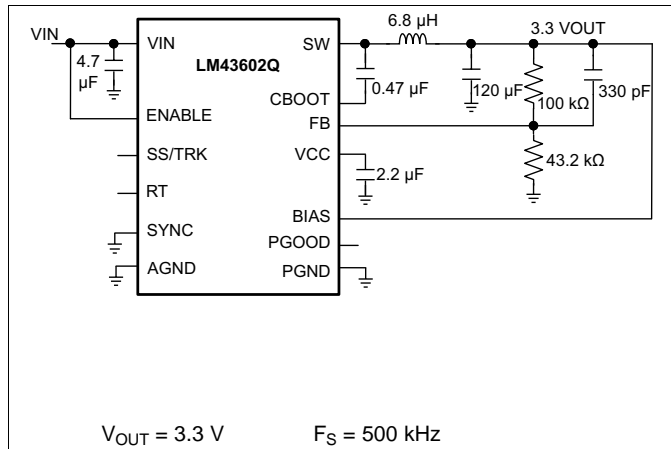 VIN
VIN
SW
6.8 µH
3.3 VOUT
4.7
µF
LM43602Q
0.47 µF
120 µF
100 kΩ
330 pF
CBOOT
ENABLE
FB
SS/TRK
VCC
43.2 kΩ
2.2 µF
RT
BIAS
SYNC
PGOOD
AGND
PGND
VOUT = 3.3 V
FS = 500 kHz